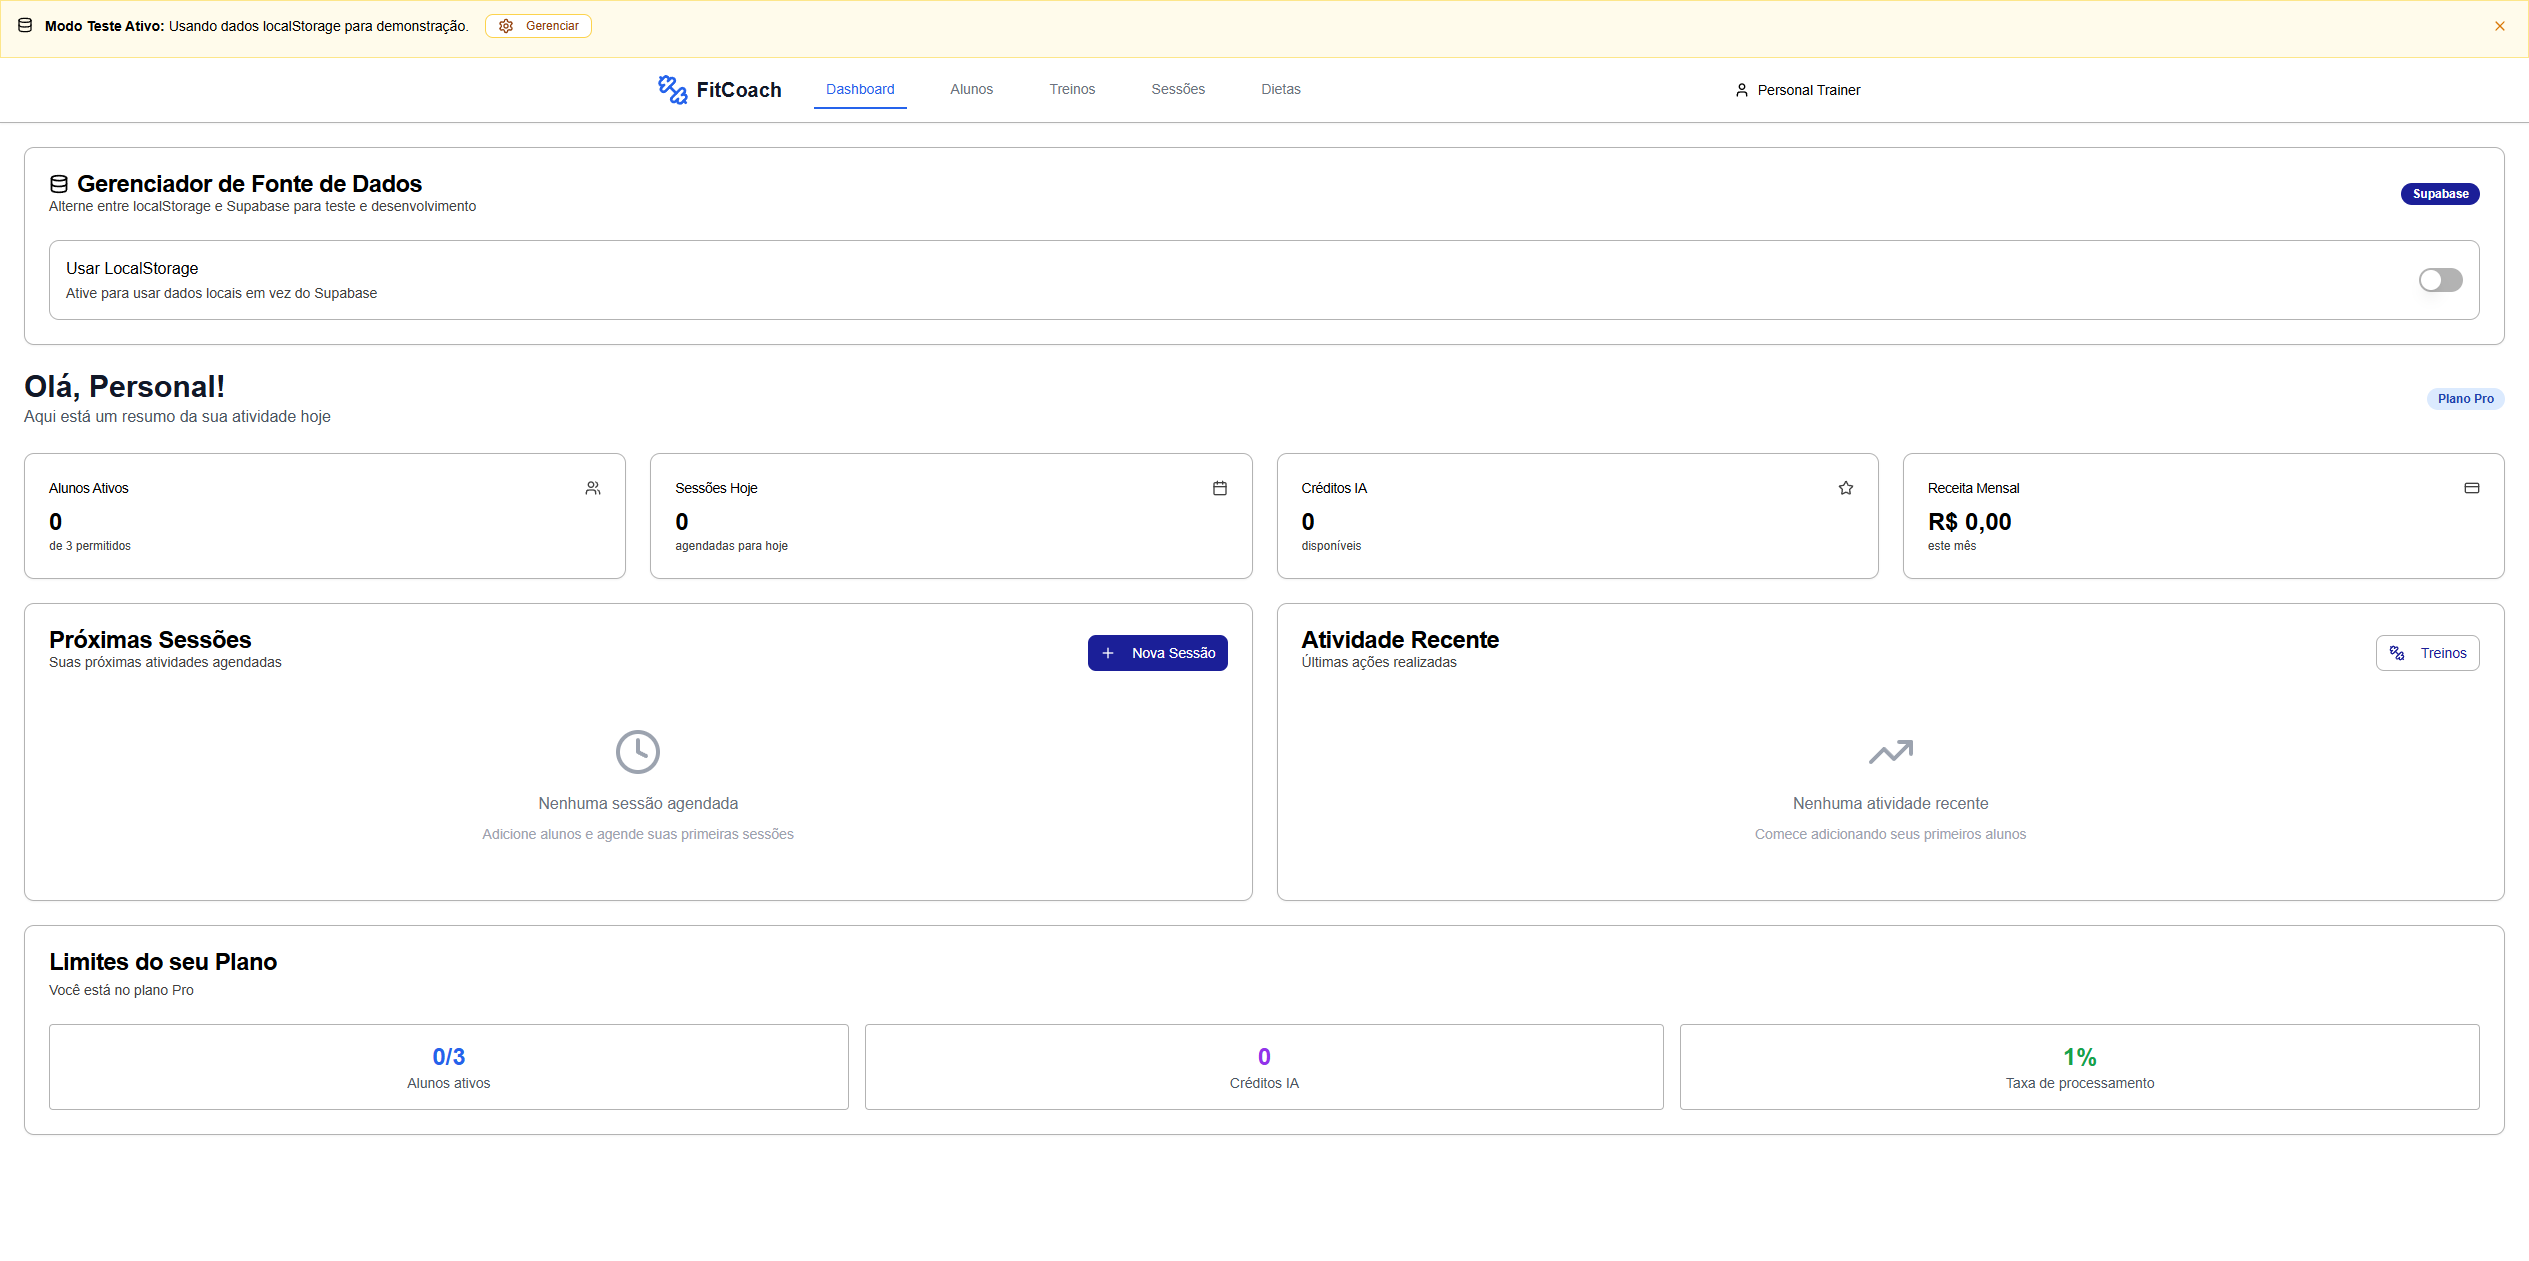 Modo Teste Ativo: Usando dados localStorage para demonstração. Gerenciar
FitCoach Dashboard Alunos Treinos Sessões Dietas Personal Trainer
Gerenciador de Fonte de Dados
Alterne entre localStorage e Supabase para teste e desenvolvimento
Supabase
Usar LocalStorage
Ative para usar dados locais em vez do Supabase
Olá, Personal!
Aqui está um resumo da sua atividade hoje
Plano Pro
Alunos Ativos
0
de 3 permitidos
Sessões Hoje
0
agendadas para hoje
Créditos IA
0
disponíveis
Receita Mensal
R$ 0,00
este mês
Próximas Sessões
Suas próximas atividades agendadas
Nova Sessão
Nenhuma sessão agendada
Adicione alunos e agende suas primeiras sessões
Atividade Recente
Últimas ações realizadas
Treinos
Nenhuma atividade recente
Comece adicionando seus primeiros alunos
Limites do seu Plano
Você está no plano Pro
0/3
Alunos ativos
0
Créditos IA
1%
Taxa de processamento